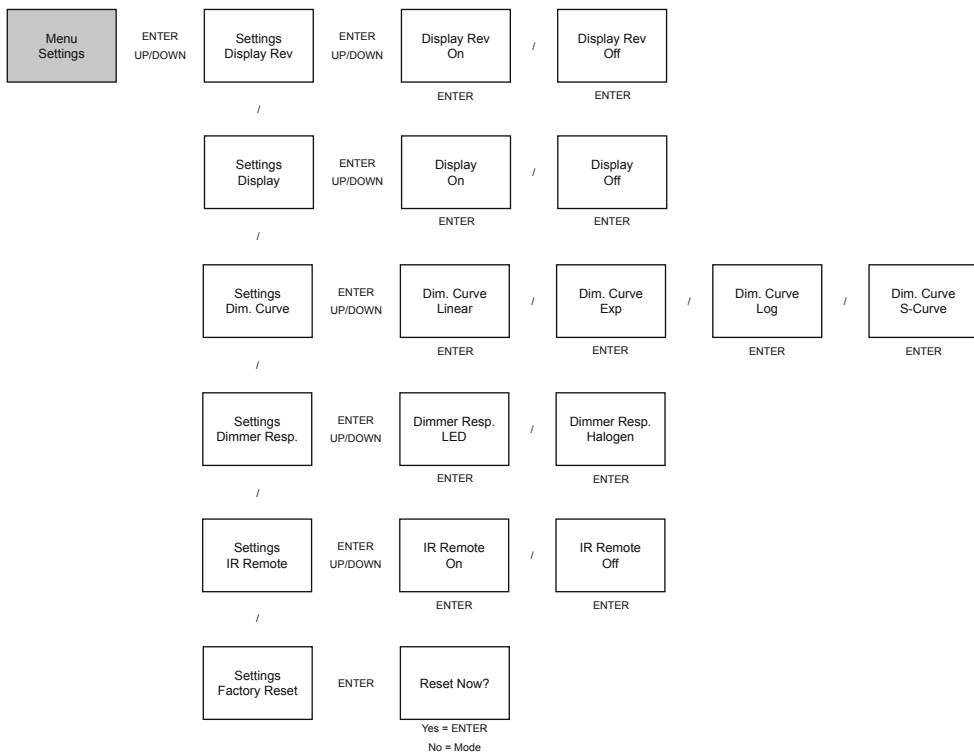 Menu
Settings
ENTER
UP/DOWN
Settings
Display Rev
ENTER
UP/DOWN
Display Rev
On
/
Display Rev
Off
ENTER
ENTER
/
Settings
Display
ENTER
UP/DOWN
Display
On
/
Display
Off
ENTER
ENTER
/
Settings
Dim. Curve
ENTER
UP/DOWN
Dim. Curve
Linear
/
Dim. Curve
Exp
/
Dim. Curve
Log
/
Dim. Curve
S-Curve
ENTER
ENTER
ENTER
ENTER
/
Settings
Dimmer Resp.
ENTER
UP/DOWN
Dimmer Resp.
LED
/
Dimmer Resp.
Halogen
ENTER
ENTER
/
Settings
IR Remote
ENTER
UP/DOWN
IR Remote
On
/
IR Remote
Off
ENTER
ENTER
/
Settings
Factory Reset
ENTER
Reset Now?
Yes = ENTER
No = Mode